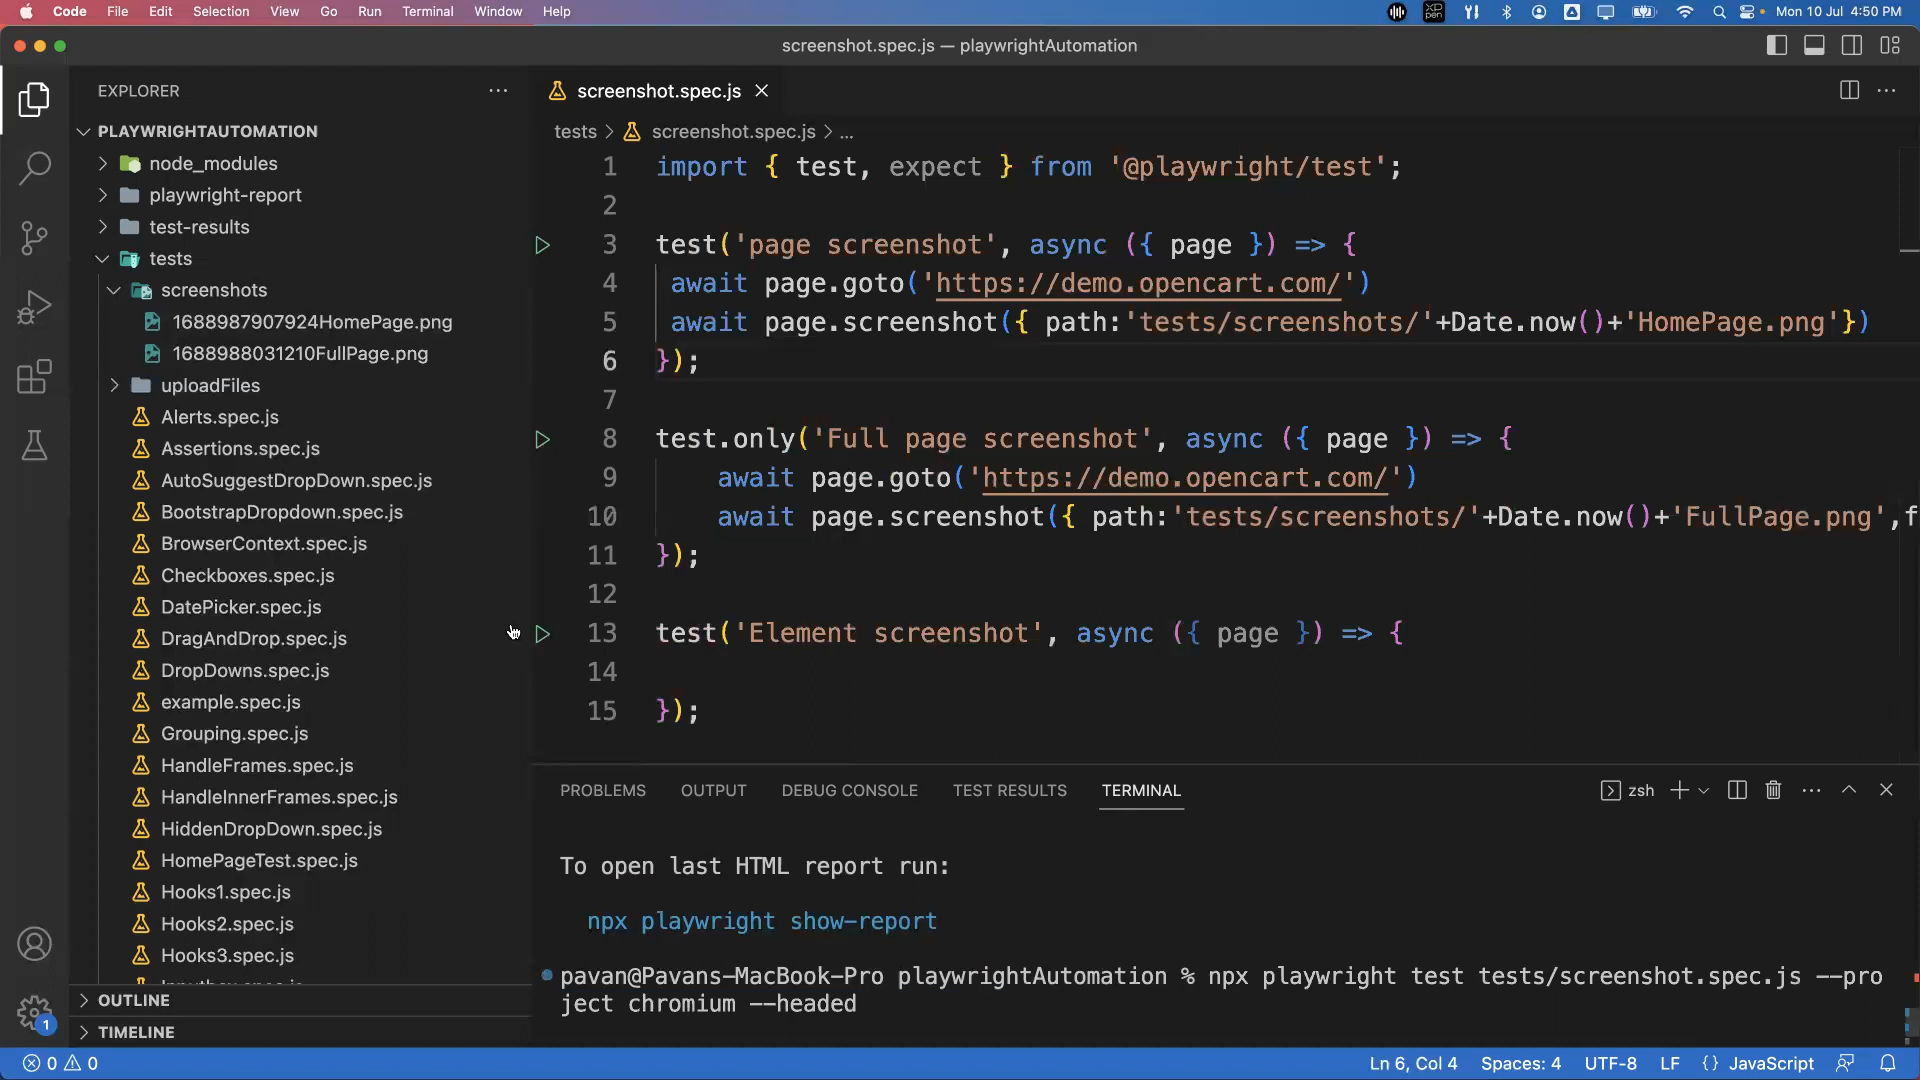 Code File Edit Selection View Go Run Terminal Window Help
Mon 10 Jul 4:50 PM
screenshot.spec.js — playwrightAutomation
EXPLORER
PLAYWRIGHTAUTOMATION
node_modules
playwright-report
test-results
tests
screenshots
1688987907924HomePage.png
1688988031210FullPage.png
uploadFiles
Alerts.spec.js
Assertions.spec.js
AutoSuggestDropDown.spec.js
BootstrapDropdown.spec.js
BrowserContext.spec.js
Checkboxes.spec.js
DatePicker.spec.js
DragAndDrop.spec.js
DropDowns.spec.js
example.spec.js
Grouping.spec.js
HandleFrames.spec.js
HandleInnerFrames.spec.js
HiddenDropDown.spec.js
HomePageTest.spec.js
Hooks1.spec.js
Hooks2.spec.js
Hooks3.spec.js
OUTLINE
TIMELINE
1
screenshot.spec.js
tests > screenshot.spec.js > ...
1 import { test, expect } from '@playwright/test';
2
3 test('page screenshot', async ({ page }) => {
4 await page.goto('https://demo.opencart.com/')
5 await page.screenshot({ path:'tests/screenshots/'+Date.now()+'HomePage.png'})
6 });
7
8 test.only('Full page screenshot', async ({ page }) => {
9 await page.goto('https://demo.opencart.com/')
10 await page.screenshot({ path:'tests/screenshots/'+Date.now()+'FullPage.png',f
11 });
12
13 test('Element screenshot', async ({ page }) => {
14
15 });
PROBLEMS OUTPUT DEBUG CONSOLE TEST RESULTS TERMINAL
zsh
To open last HTML report run:
npx playwright show-report
pavan@Pavans-MacBook-Pro playwrightAutomation % npx playwright test tests/screenshot.spec.js --pro
ject chromium --headed
0 0
Ln 6, Col 4 Spaces: 4 UTF-8 LF {} JavaScript